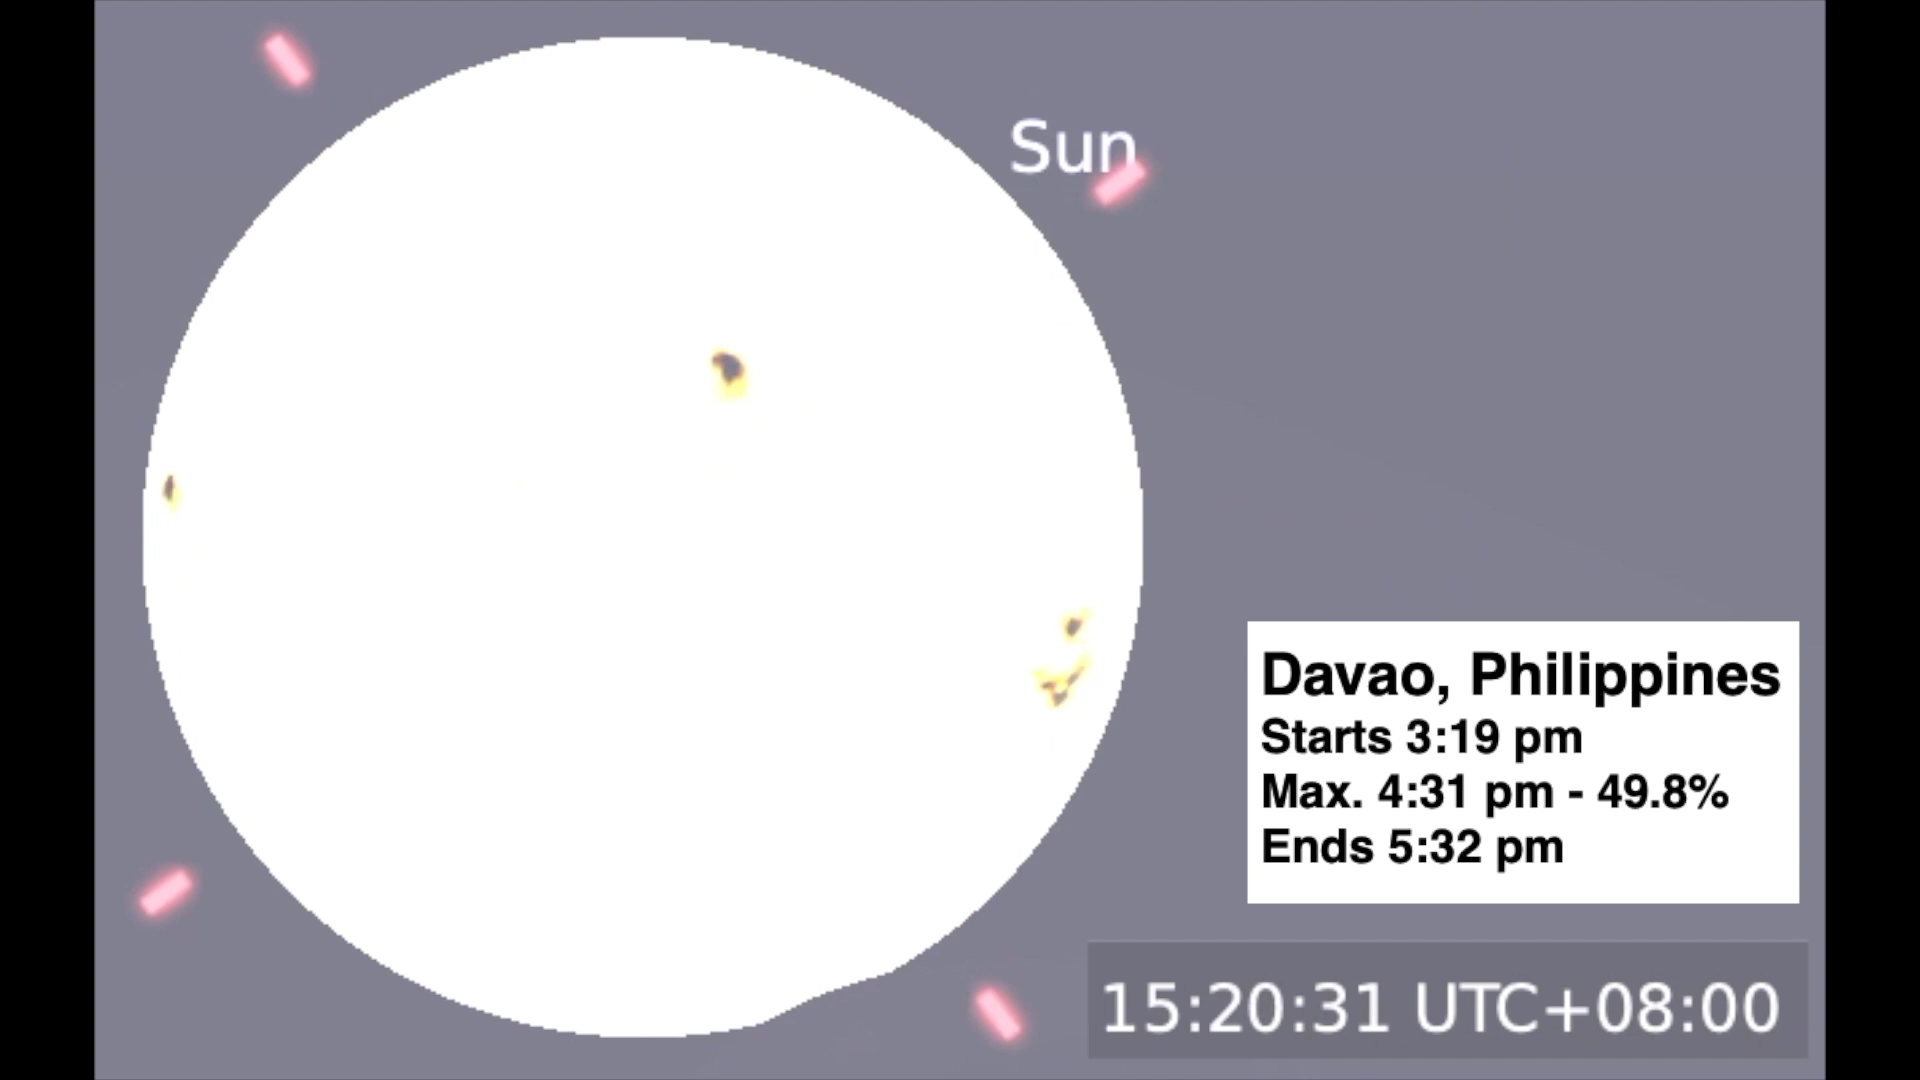 Sun
Davao, Philippines
Starts 3:19 pm
Max. 4:31 pm - 49.8%
Ends 5:32 pm
15:20:31 UTC+08:00